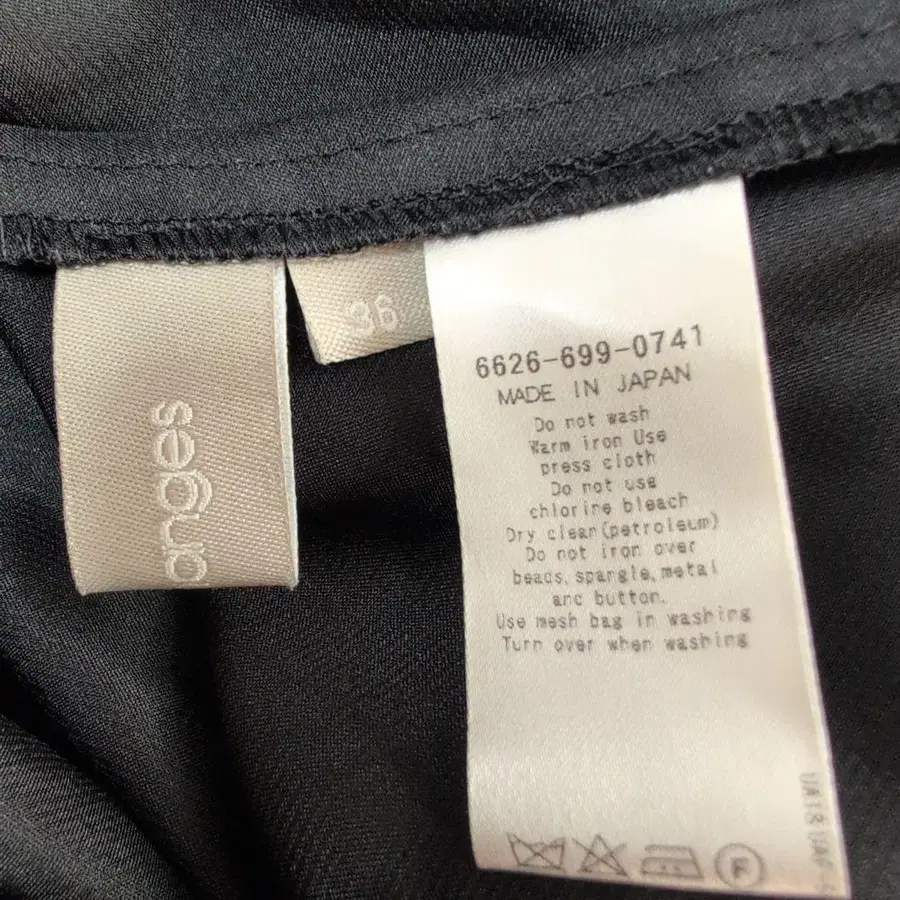 anges
36
6626-699-0741
MADE IN JAPAN
Do not wash
Warm iron Use
press cloth
Do not use
chlorine bleach
Dry clean(petroleum)
Do not iron over
beads, spangle, metal
and button.
Use mesh bag in washing
Turn over when washing